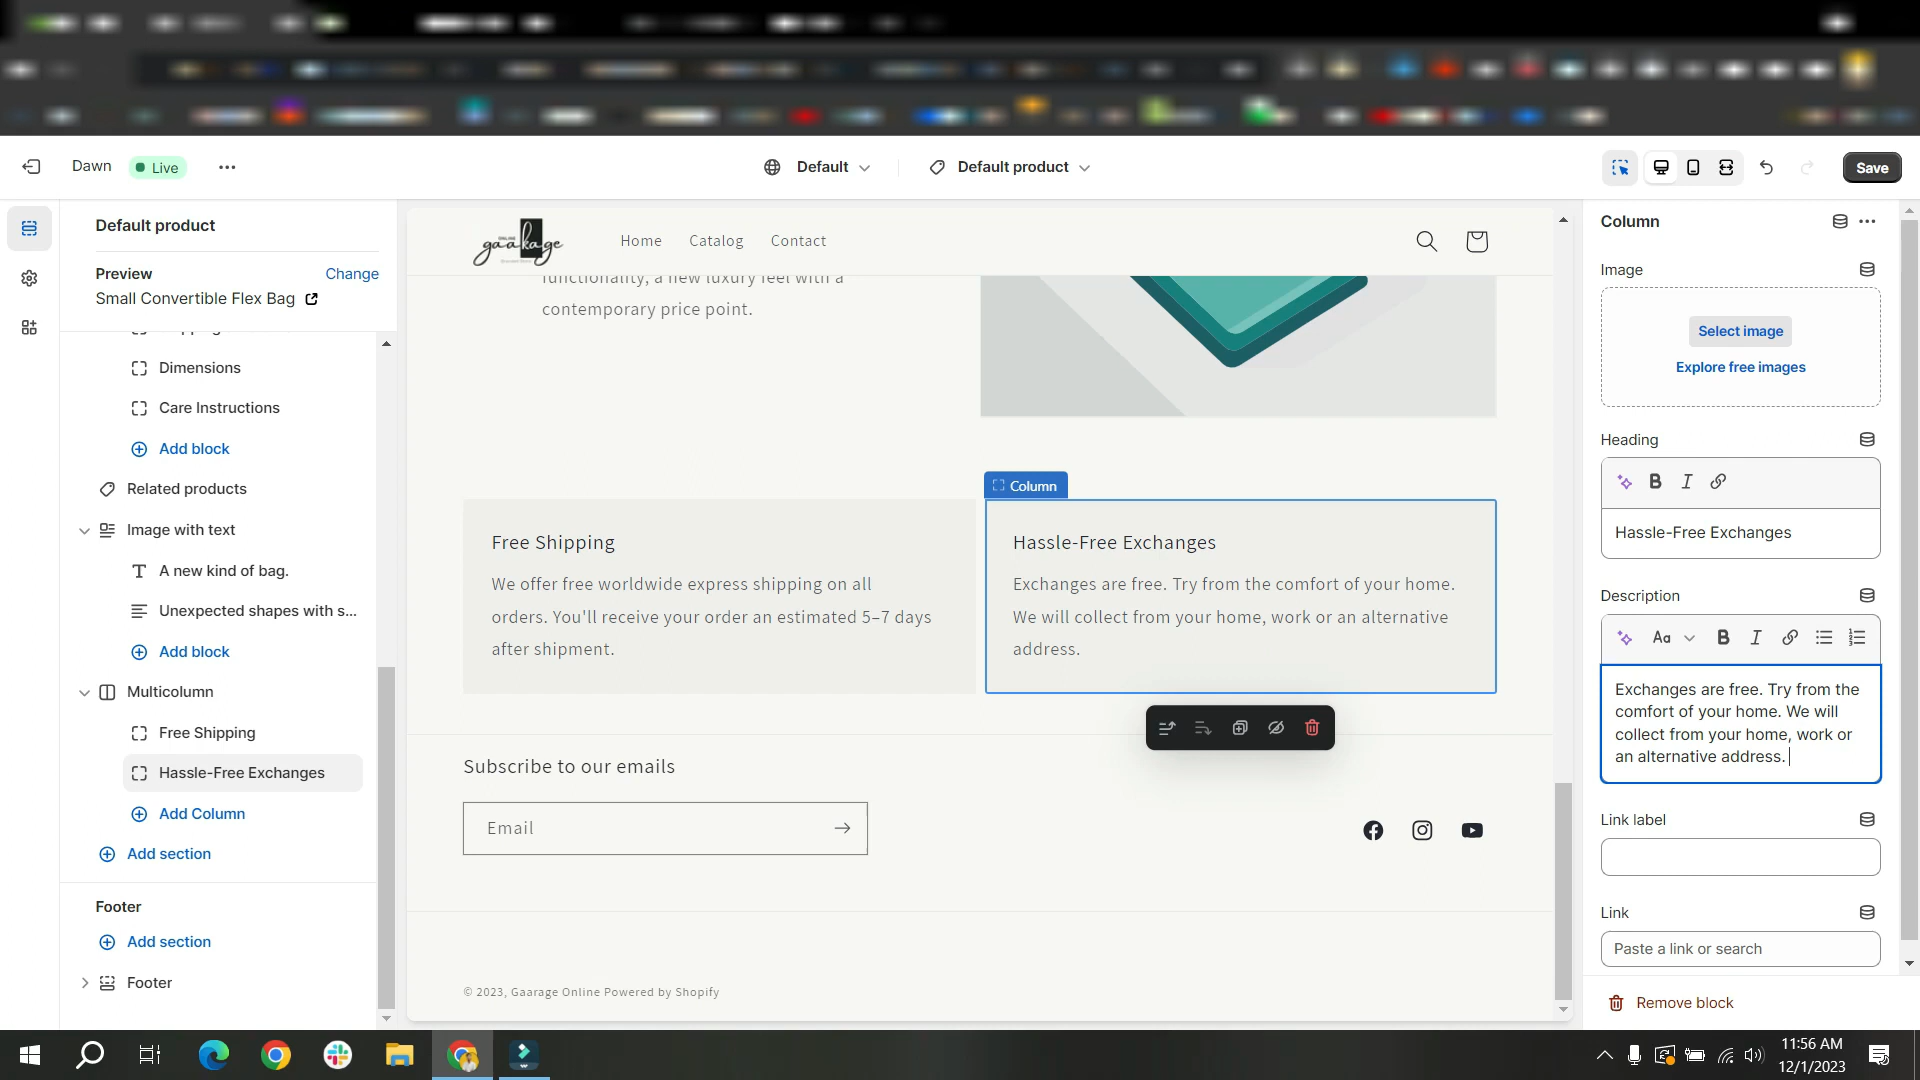 Dawn
Live
Default
Default product
Save
Default product
Preview
Change
Small Convertible Flex Bag
Dimensions
Care Instructions
Add block
Related products
Image with text
A new kind of bag.
Unexpected shapes with s...
Add block
Multicolumn
Free Shipping
Hassle-Free Exchanges
Add Column
Add section
Footer
Add section
Footer
gaakage
Home
Catalog
Contact
functionality, a new luxury feel with a
contemporary price point.
Column
Free Shipping
We offer free worldwide express shipping on all
orders. You'll receive your order an estimated 5–7 days
after shipment.
Hassle-Free Exchanges
Exchanges are free. Try from the comfort of your home.
We will collect from your home, work or an alternative
address.
Subscribe to our emails
Email
© 2023, Gaarage Online Powered by Shopify
Column
Image
Select image
Explore free images
Heading
B I
Hassle-Free Exchanges
Description
Aa B I
Exchanges are free. Try from the
comfort of your home. We will
collect from your home, work or
an alternative address.
Link label
Link
Paste a link or search
Remove block
11:56 AM
12/1/2023